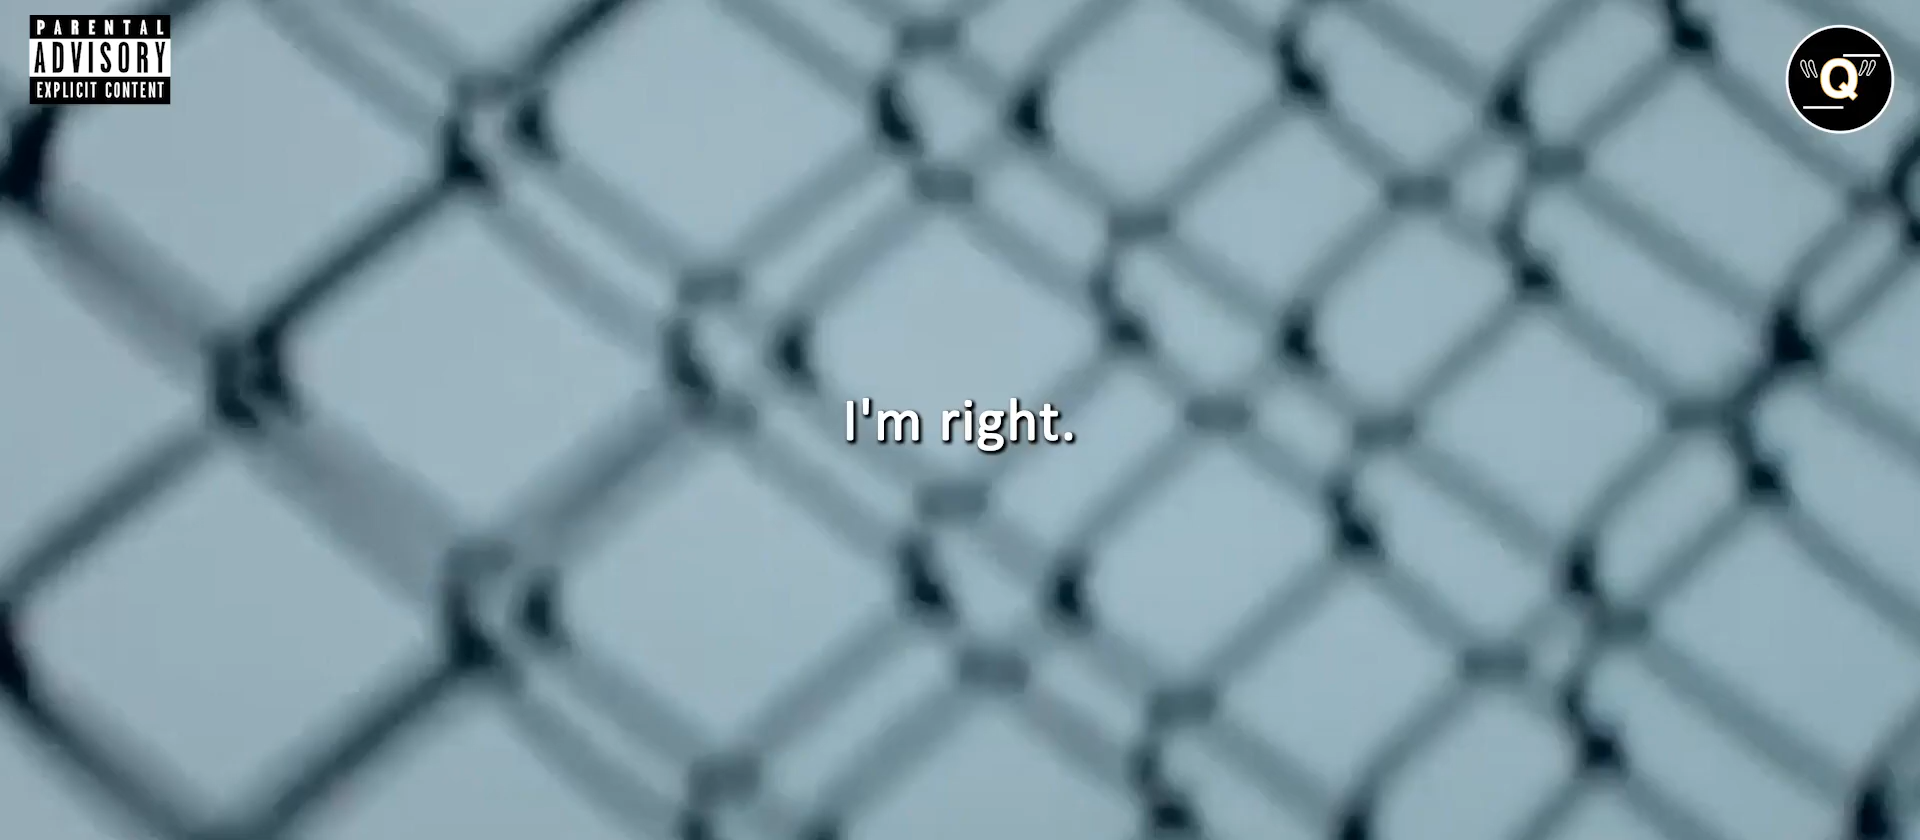 PARENTAL
ADVISORY
EXPLICIT CONTENT
Q
I'm right.